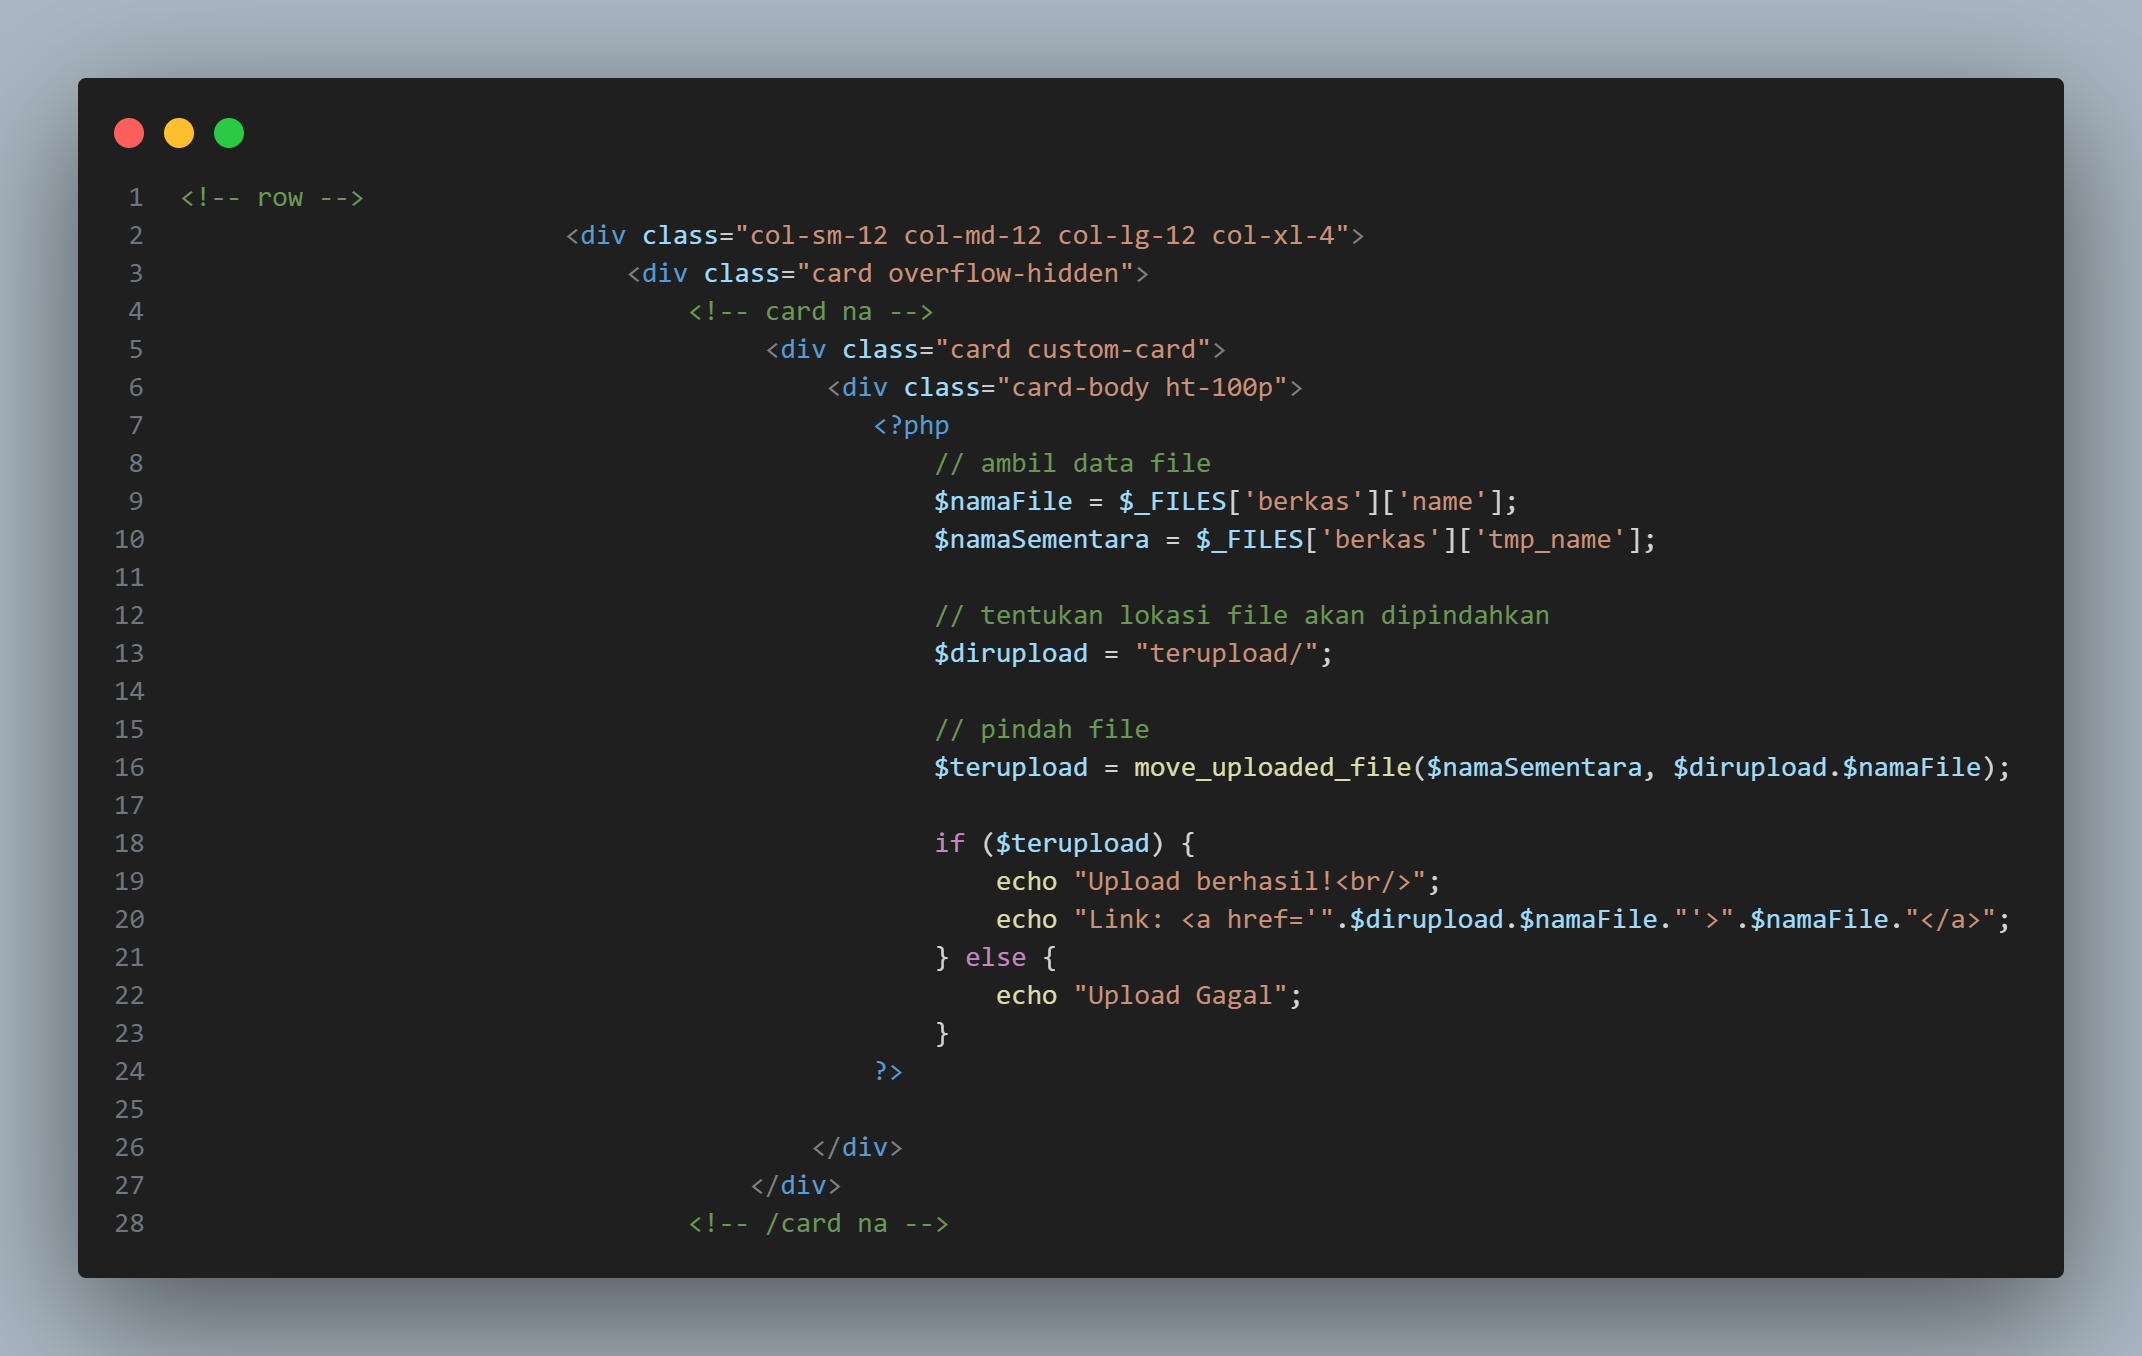 1 <!-- row -->
2 <div class="col-sm-12 col-md-12 col-lg-12 col-xl-4">
3 <div class="card overflow-hidden">
4 <!-- card na -->
5 <div class="card custom-card">
6 <div class="card-body ht-100p">
7 <?php
8 // ambil data file
9 $namaFile = $_FILES['berkas']['name'];
10 $namaSementara = $_FILES['berkas']['tmp_name'];
11
12 // tentukan lokasi file akan dipindahkan
13 $dirupload = "terupload/";
14
15 // pindah file
16 $terupload = move_uploaded_file($namaSementara, $dirupload.$namaFile);
17
18 if ($terupload) {
19 echo "Upload berhasil!<br/>";
20 echo "Link: <a href='".$dirupload.$namaFile."'>".$namaFile."</a>";
21 } else {
22 echo "Upload Gagal";
23 }
24 ?>
25
26 </div>
27 </div>
28 <!-- /card na -->